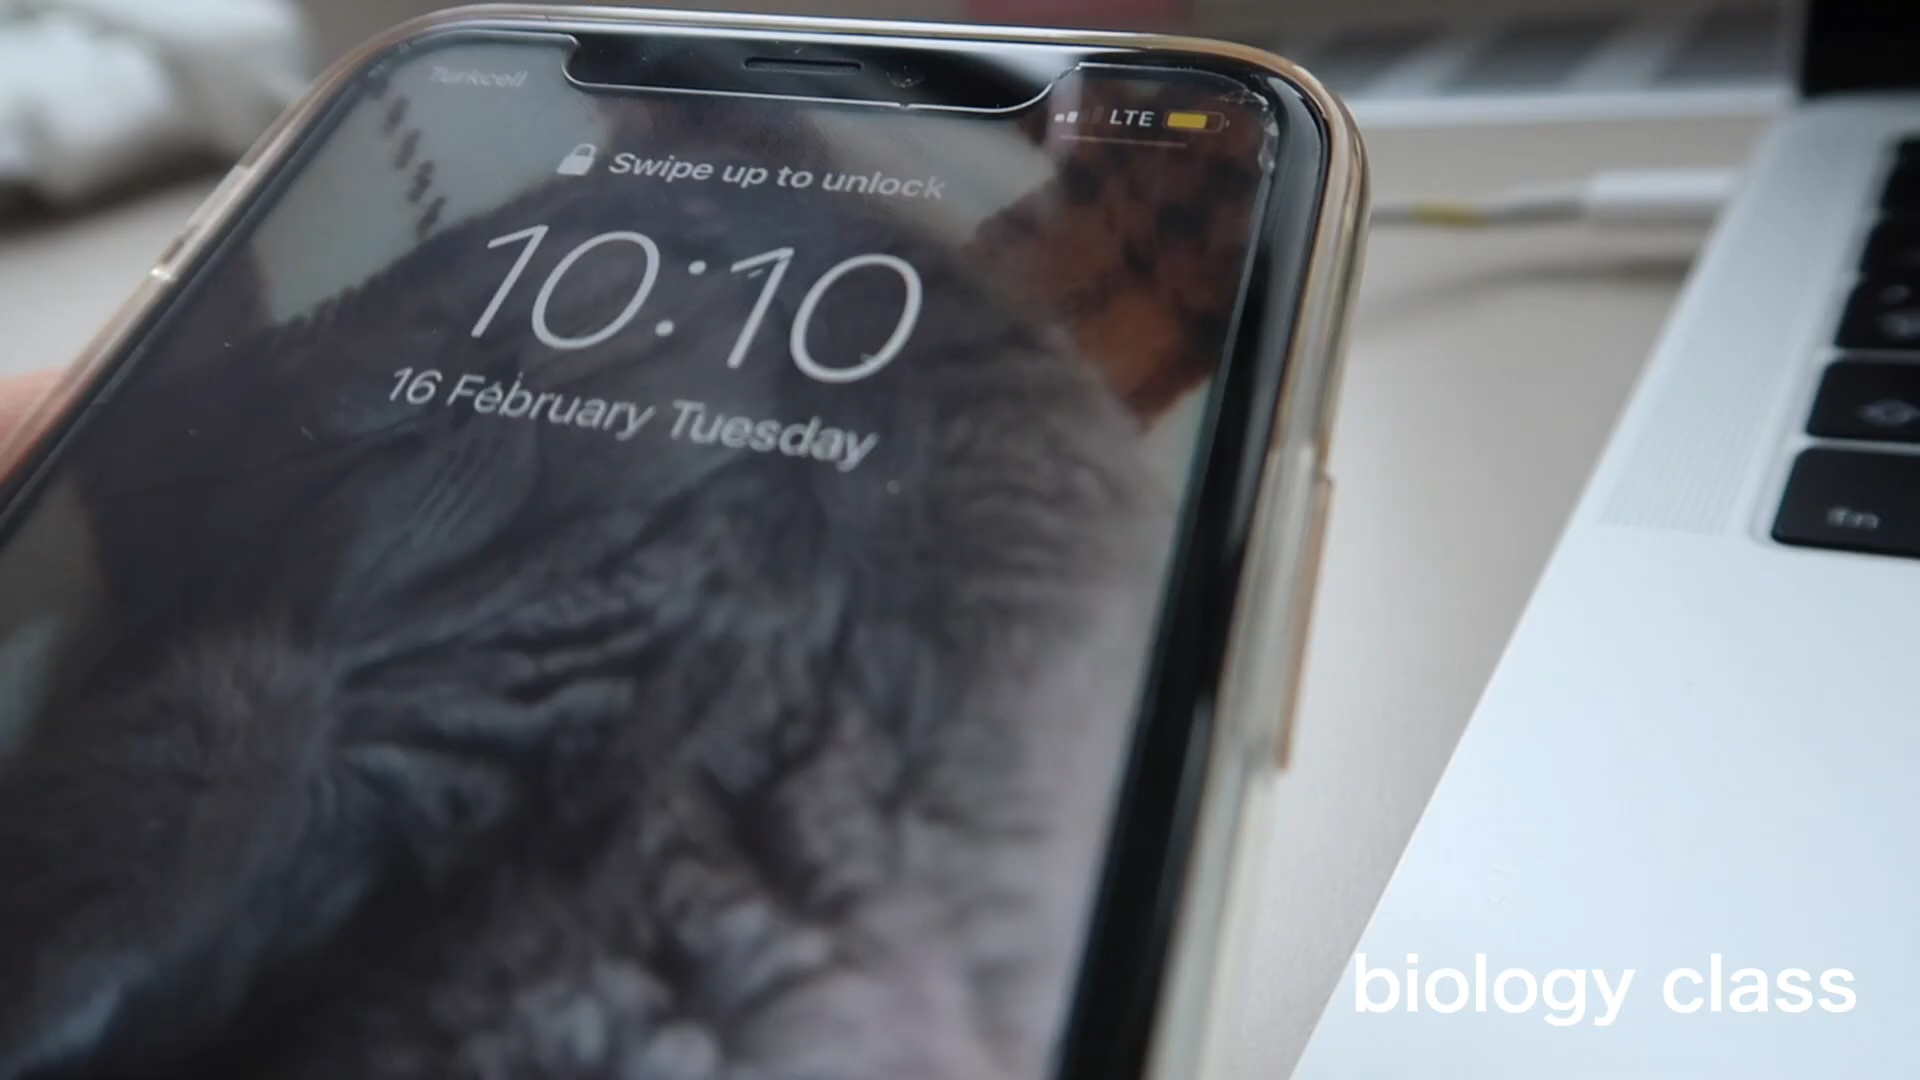 Turkcell
LTE
Swipe up to unlock
10:10
16 February Tuesday
biology class